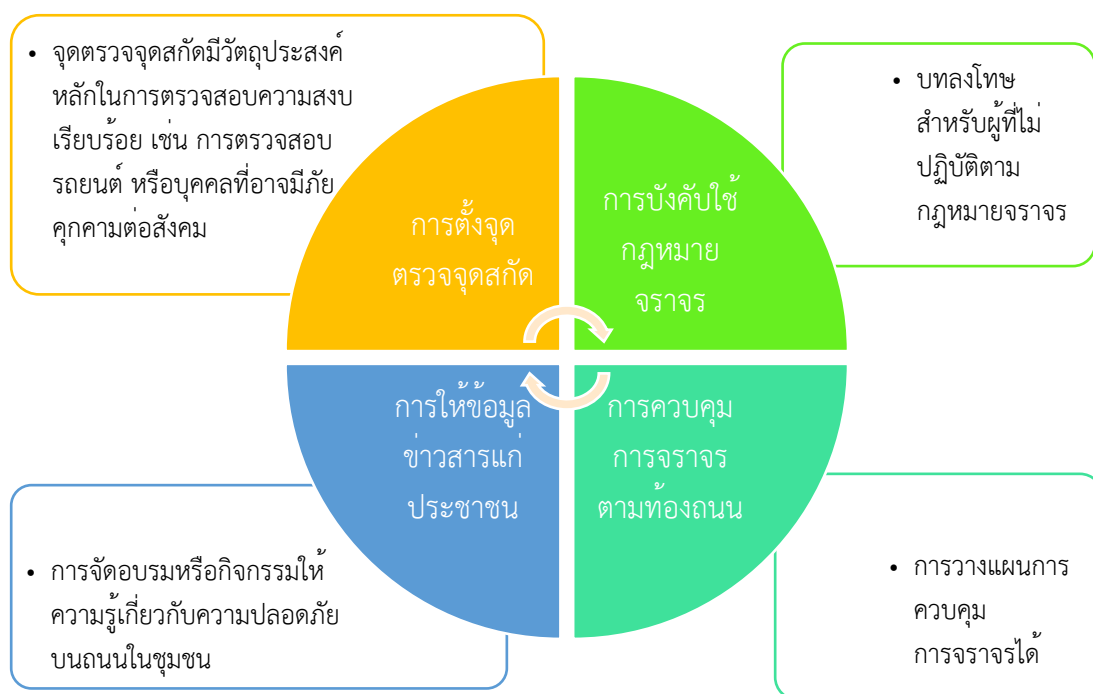 • จุดตรวจจุดสกัดมีวัตถุประสงค์
หลักในการตรวจสอบความสงบ
เรียบร้อย เช่น การตรวจสอบ
รถยนต์ หรือบุคคลที่อาจมีภัย
คุกคามต่อสังคม
การตั้งจุด
ตรวจจุดสกัด
การบังคับใช้
กฎหมาย
จราจร
• บทลงโทษ
สำหรับผู้ที่ไม่
ปฏิบัติตาม
กฎหมายจราจร
การให้ข้อมูล
ข่าวสารแก่
ประชาชน
การควบคุม
การจราจร
ตามท้องถนน
• การจัดอบรมหรือกิจกรรมให้
ความรู้เกี่ยวกับความปลอดภัย
บนถนนในชุมชน
• การวางแผนการ
ควบคุม
การจราจรได้